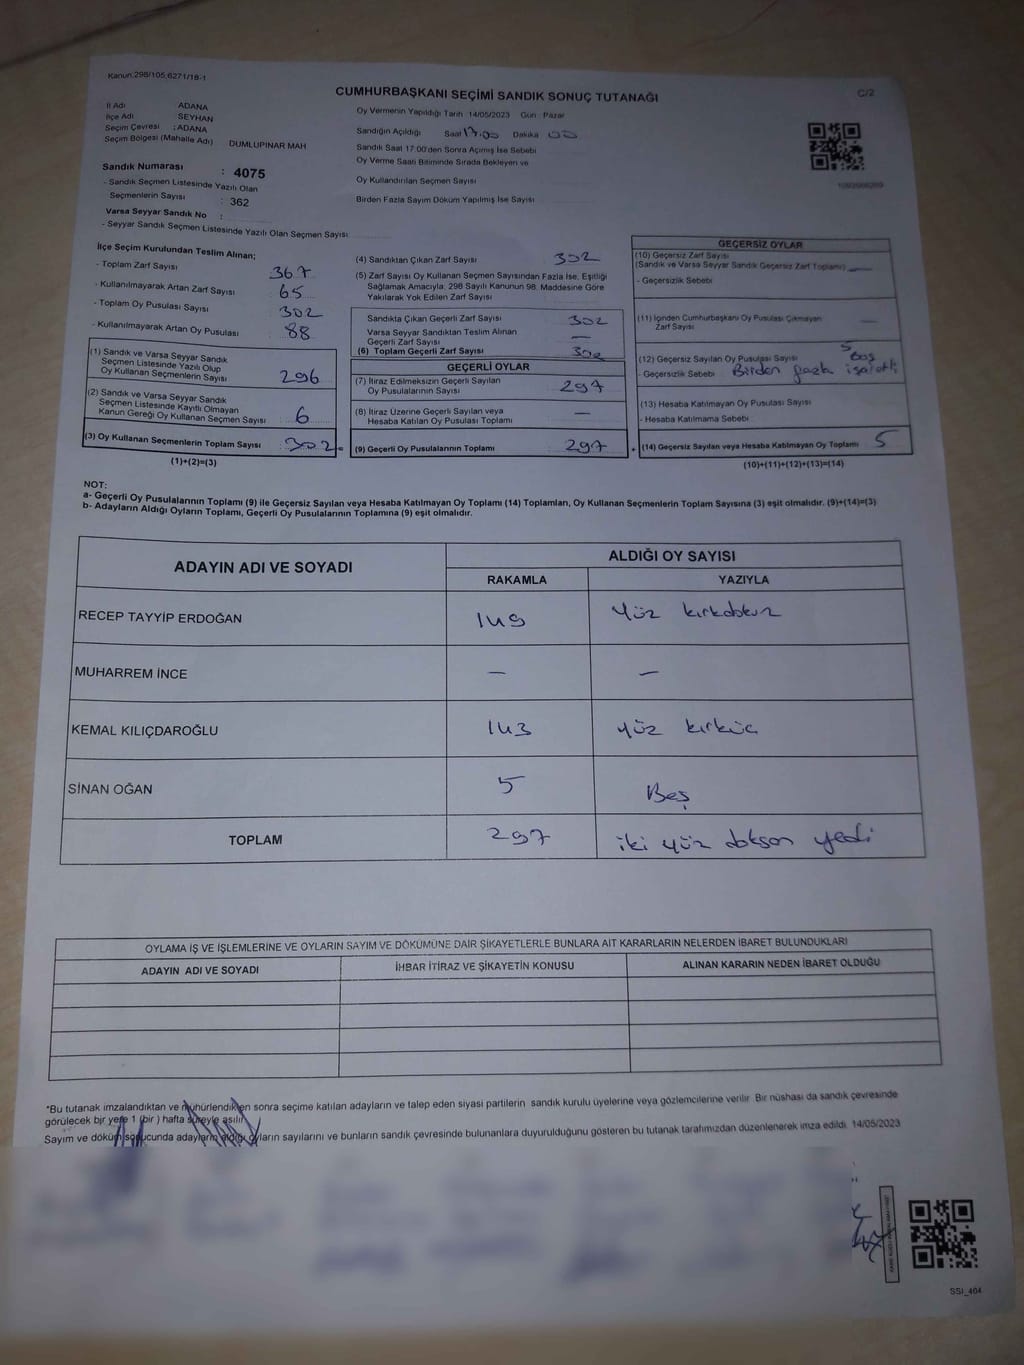 Kanun:298/105,6271/18-1
CUMHURBAŞKANI SEÇİMİ SANDIK SONUÇ TUTANAĞI
C/2
İl Adı ADANA
İlçe Adı SEYHAN
Seçim Çevresi : ADANA
Seçim Bölgesi (Mahalle Adı) DUMLUPINAR MAH
Sandık Numarası : 4075
- Sandık Seçmen Listesinde Yazılı Olan
Seçmenlerin Sayısı : 362
Varsa Seyyar Sandık No :
- Seyyar Sandık Seçmen Listesinde Yazılı Olan Seçmen Sayısı
Oy Vermenin Yapıldığı Tarih : 14/05/2023 Gün : Pazar
Sandığın Açıldığı Saat 17:00 Dakika 00
Sandık Saat 17:00'den Sonra Açımış İse Sebebi
Oy Verme Saati Bitiminde Sırada Bekleyen ve
Oy Kullandırılan Seçmen Sayısı
Birden Fazla Sayım Döküm Yapılmış İse Sayısı
İlçe Seçim Kurulundan Teslim Alınan;
- Toplam Zarf Sayısı 367
- Kullanılmayarak Artan Zarf Sayısı 65
- Toplam Oy Pusulası Sayısı 302
- Kullanılmayarak Artan Oy Pusulası 88
(1) Sandık ve Varsa Seyyar Sandık
Seçmen Listesinde Yazılı Olup
Oy Kullanan Seçmenlerin Sayısı 296
(2) Sandık ve Varsa Seyyar Sandık
Seçmen Listesinde Kayıtlı Olmayan
Kanun Gereği Oy Kullanan Seçmen Sayısı 6
(3) Oy Kullanan Seçmenlerin Toplam Sayısı 302 =
(1)+(2)=(3)
(4) Sandıktan Çıkan Zarf Sayısı 302
(5) Zarf Sayısı Oy Kullanan Seçmen Sayısından Fazla İse, Eşitliği
Sağlamak Amacıyla; 298 Sayılı Kanunun 98. Maddesine Göre
Yakılarak Yok Edilen Zarf Sayısı
Sandıkta Çıkan Geçerli Zarf Sayısı 302
Varsa Seyyar Sandıktan Teslim Alınan
Geçerli Zarf Sayısı —
(6) Toplam Geçerli Zarf Sayısı 302
GEÇERLİ OYLAR
(7) İtiraz Edilmeksizin Geçerli Sayılan
Oy Pusulasının Sayısı 297
(8) İtiraz Üzerine Geçerli Sayılan veya
Hesaba Katılan Oy Pusulası Toplamı —
(9) Geçerli Oy Pusulalarının Toplamı 297 +
GEÇERSİZ OYLAR
(10) Geçersiz Zarf Sayısı
(Sandık ve Varsa Seyyar Sandık Geçersiz Zarf Toplamı) —
- Geçersizlik Sebebi
(11) İçinden Cumhurbaşkanı Oy Pusulası Çıkmayan
Zarf Sayısı —
(12) Geçersiz Sayılan Oy Pusulası Sayısı 5 Boş
- Geçersizlik Sebebi Birden fazla işaretli
(13) Hesaba Katılmayan Oy Pusulası Sayısı
- Hesaba Katılmama Sebebi
(14) Geçersiz Sayılan veya Hesaba Katılmayan Oy Toplamı 5
(10)+(11)+(12)+(13)=(14)
NOT:
a- Geçerli Oy Pusulalarının Toplamı (9) ile Geçersiz Sayılan veya Hesaba Katılmayan Oy Toplamı (14) Toplamları, Oy Kullanan Seçmenlerin Toplam Sayısına (3) eşit olmalıdır. (9)+(14)=(3)
b- Adayların Aldığı Oyların Toplamı, Geçerli Oy Pusulalarının Toplamına (9) eşit olmalıdır.
ADAYIN ADI VE SOYADI
ALDIĞI OY SAYISI
RAKAMLA YAZIYLA
RECEP TAYYİP ERDOĞAN 149 Yüz kırkdokuz
MUHARREM İNCE — —
KEMAL KILIÇDAROĞLU 143 yüz kırküç
SİNAN OĞAN 5 Beş
TOPLAM 297 iki yüz doksan yedi
OYLAMA İŞ VE İŞLEMLERİNE VE OYLARIN SAYIM VE DÖKÜMÜNE DAİR ŞİKAYETLERLE BUNLARA AİT KARARLARIN NELERDEN İBARET BULUNDUKLARI
ADAYIN ADI VE SOYADI İHBAR İTİRAZ VE ŞİKAYETİN KONUSU ALINAN KARARIN NEDEN İBARET OLDUĞU
*Bu tutanak imzalandıktan ve mühürlendikten sonra seçime katılan adayların ve talep eden siyasi partilerin sandık kurulu üyelerine veya gözlemcilerine verilir. Bir nüshası da sandık çevresinde
görülecek bir yere 1 (bir ) hafta süreyle asılır.
Sayım ve döküm sonucunda adayların aldığı oyların sayılarını ve bunların sandık çevresinde bulunanlara duyurulduğunu gösteren bu tutanak tarafımızdan düzenlenerek imza edildi. 14/05/2023
SSI_404